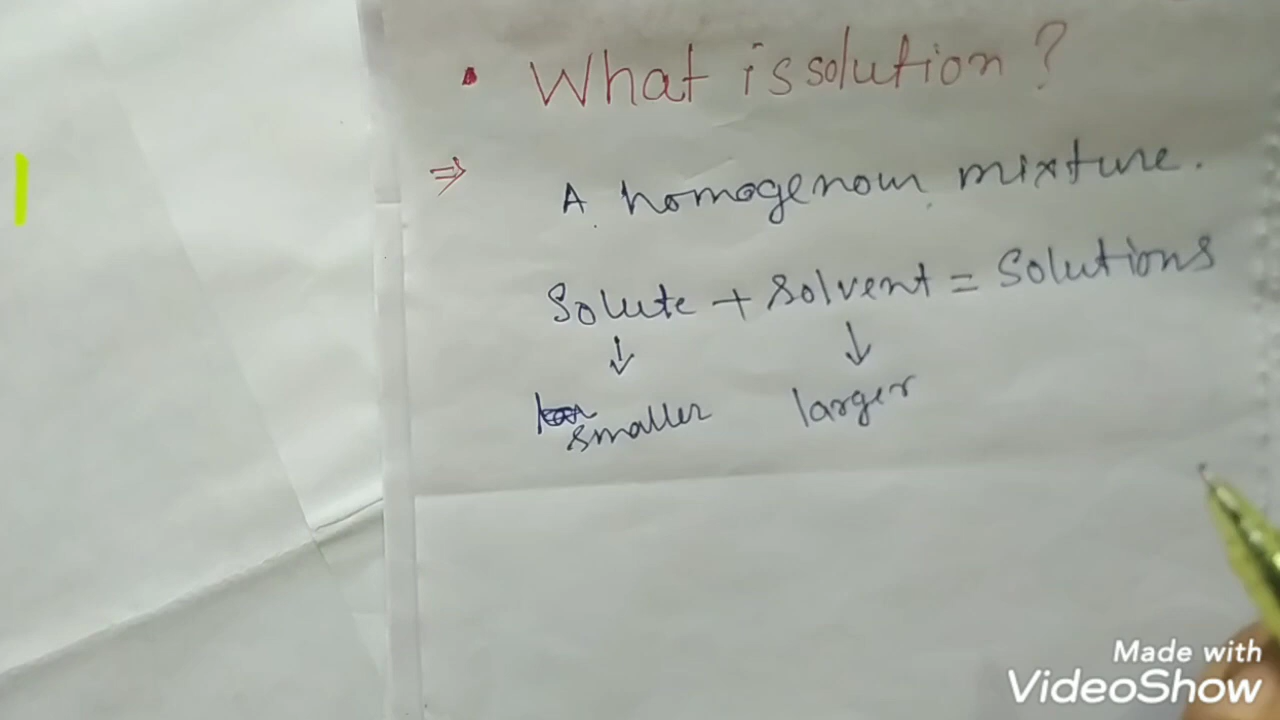 • What is solution ?
⇒ A homogenous mixture.
Solute + Solvent = Solutions
↓ ↓
smaller larger
Made with
VideoShow